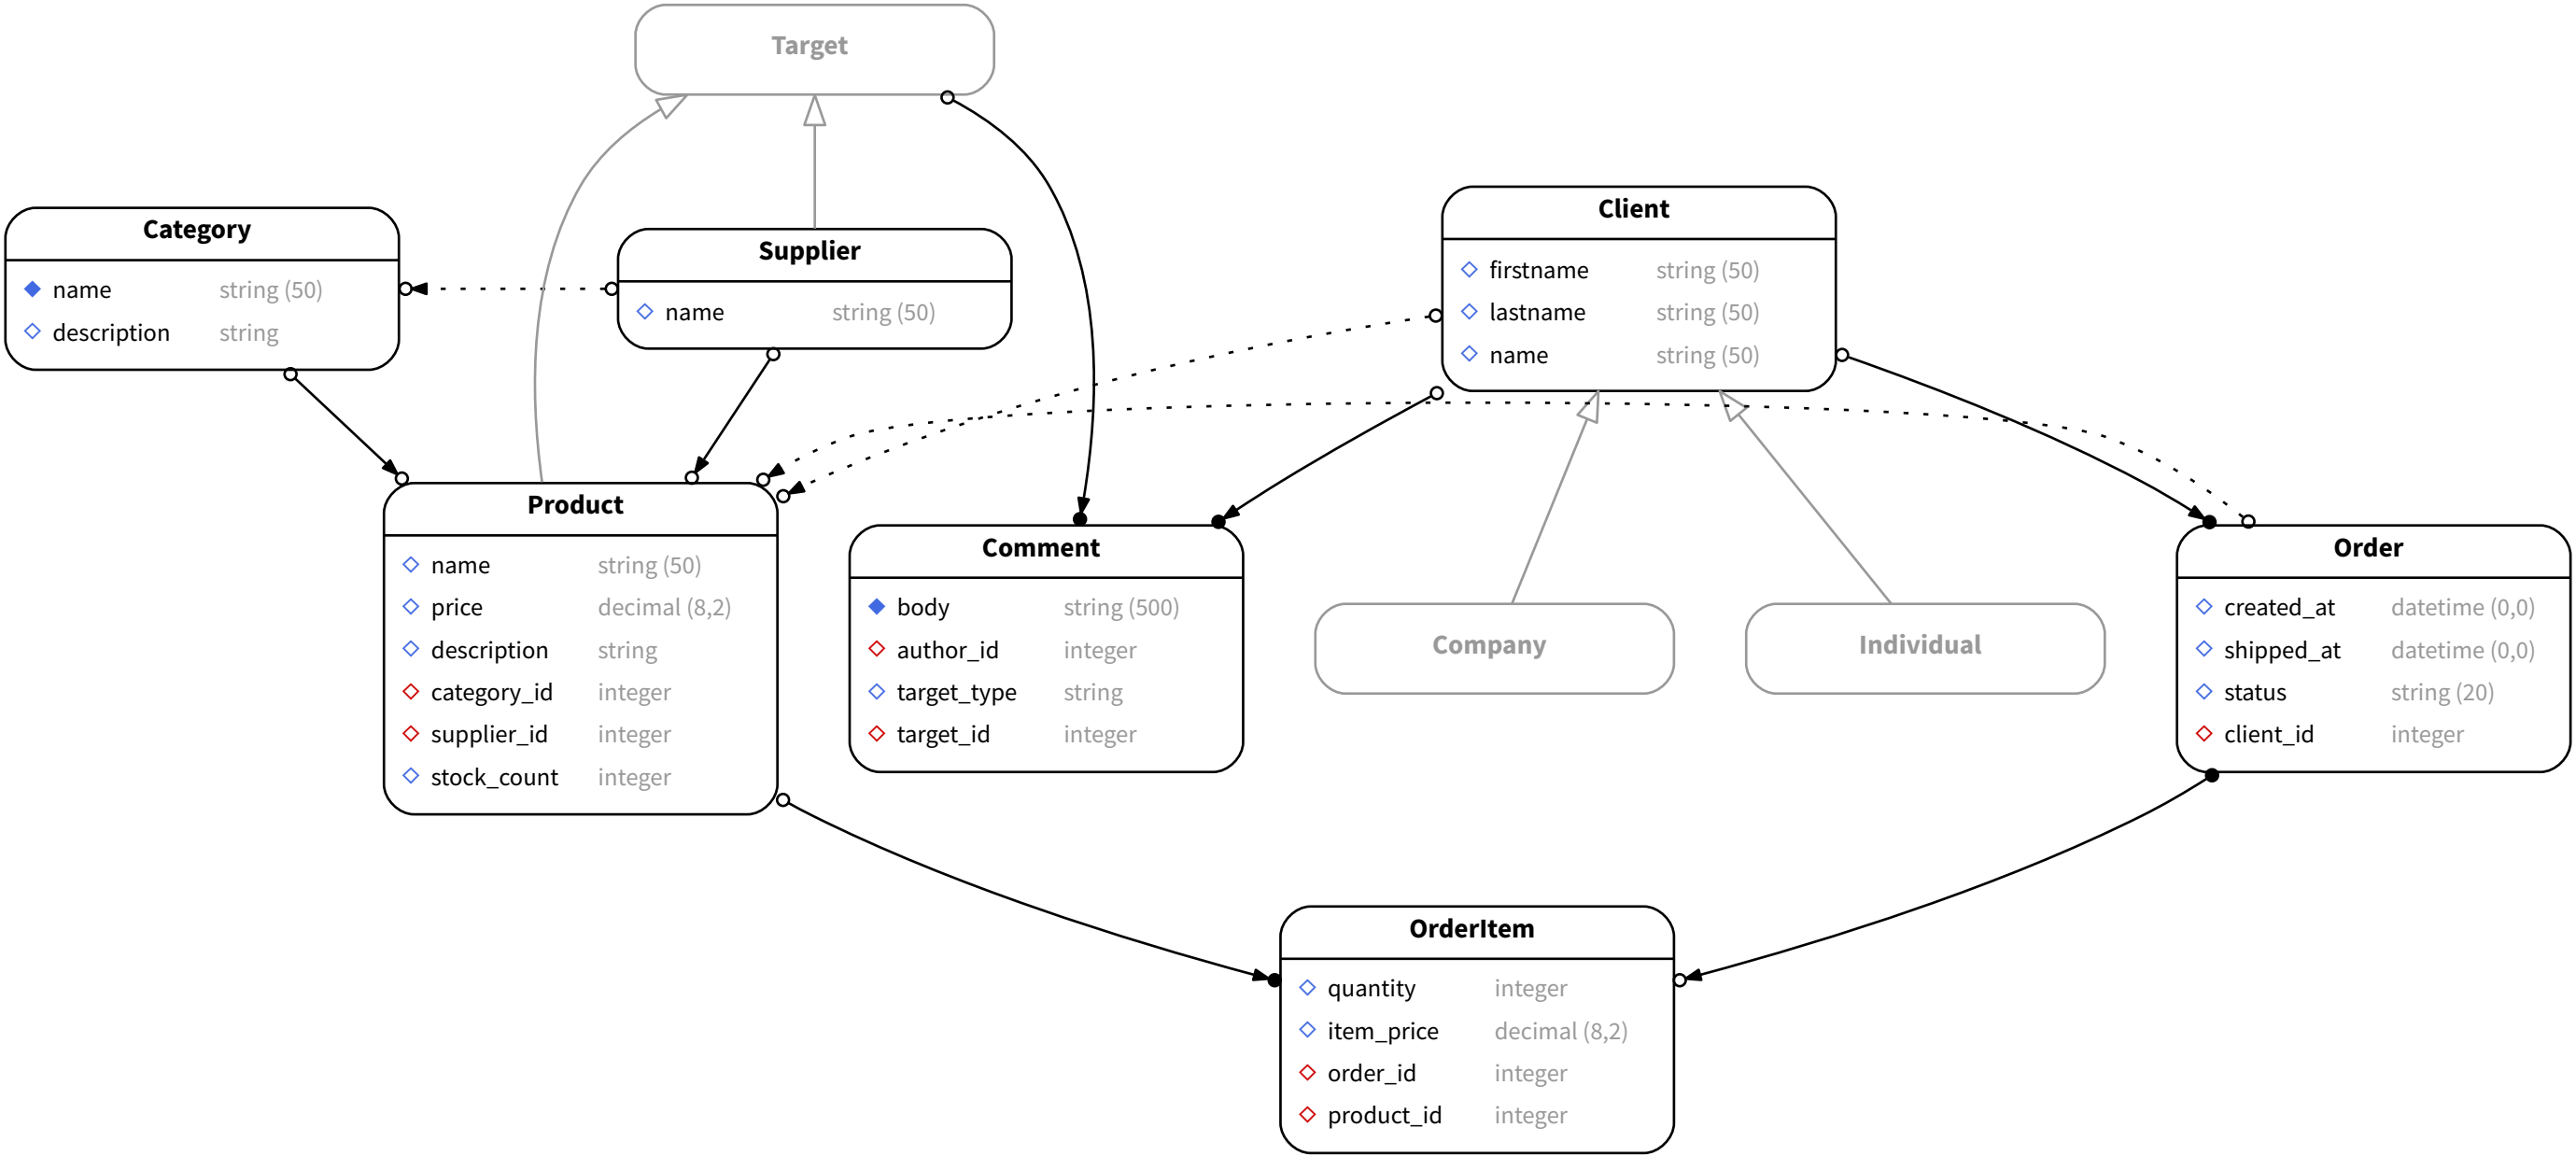 Target
Category
name string (50)
description string
Supplier
name string (50)
Client
firstname string (50)
lastname string (50)
name string (50)
Product
name string (50)
price decimal (8,2)
description string
category_id integer
supplier_id integer
stock_count integer
Comment
body string (500)
author_id integer
target_type string
target_id integer
Company
Individual
Order
created_at datetime (0,0)
shipped_at datetime (0,0)
status string (20)
client_id integer
OrderItem
quantity integer
item_price decimal (8,2)
order_id integer
product_id integer